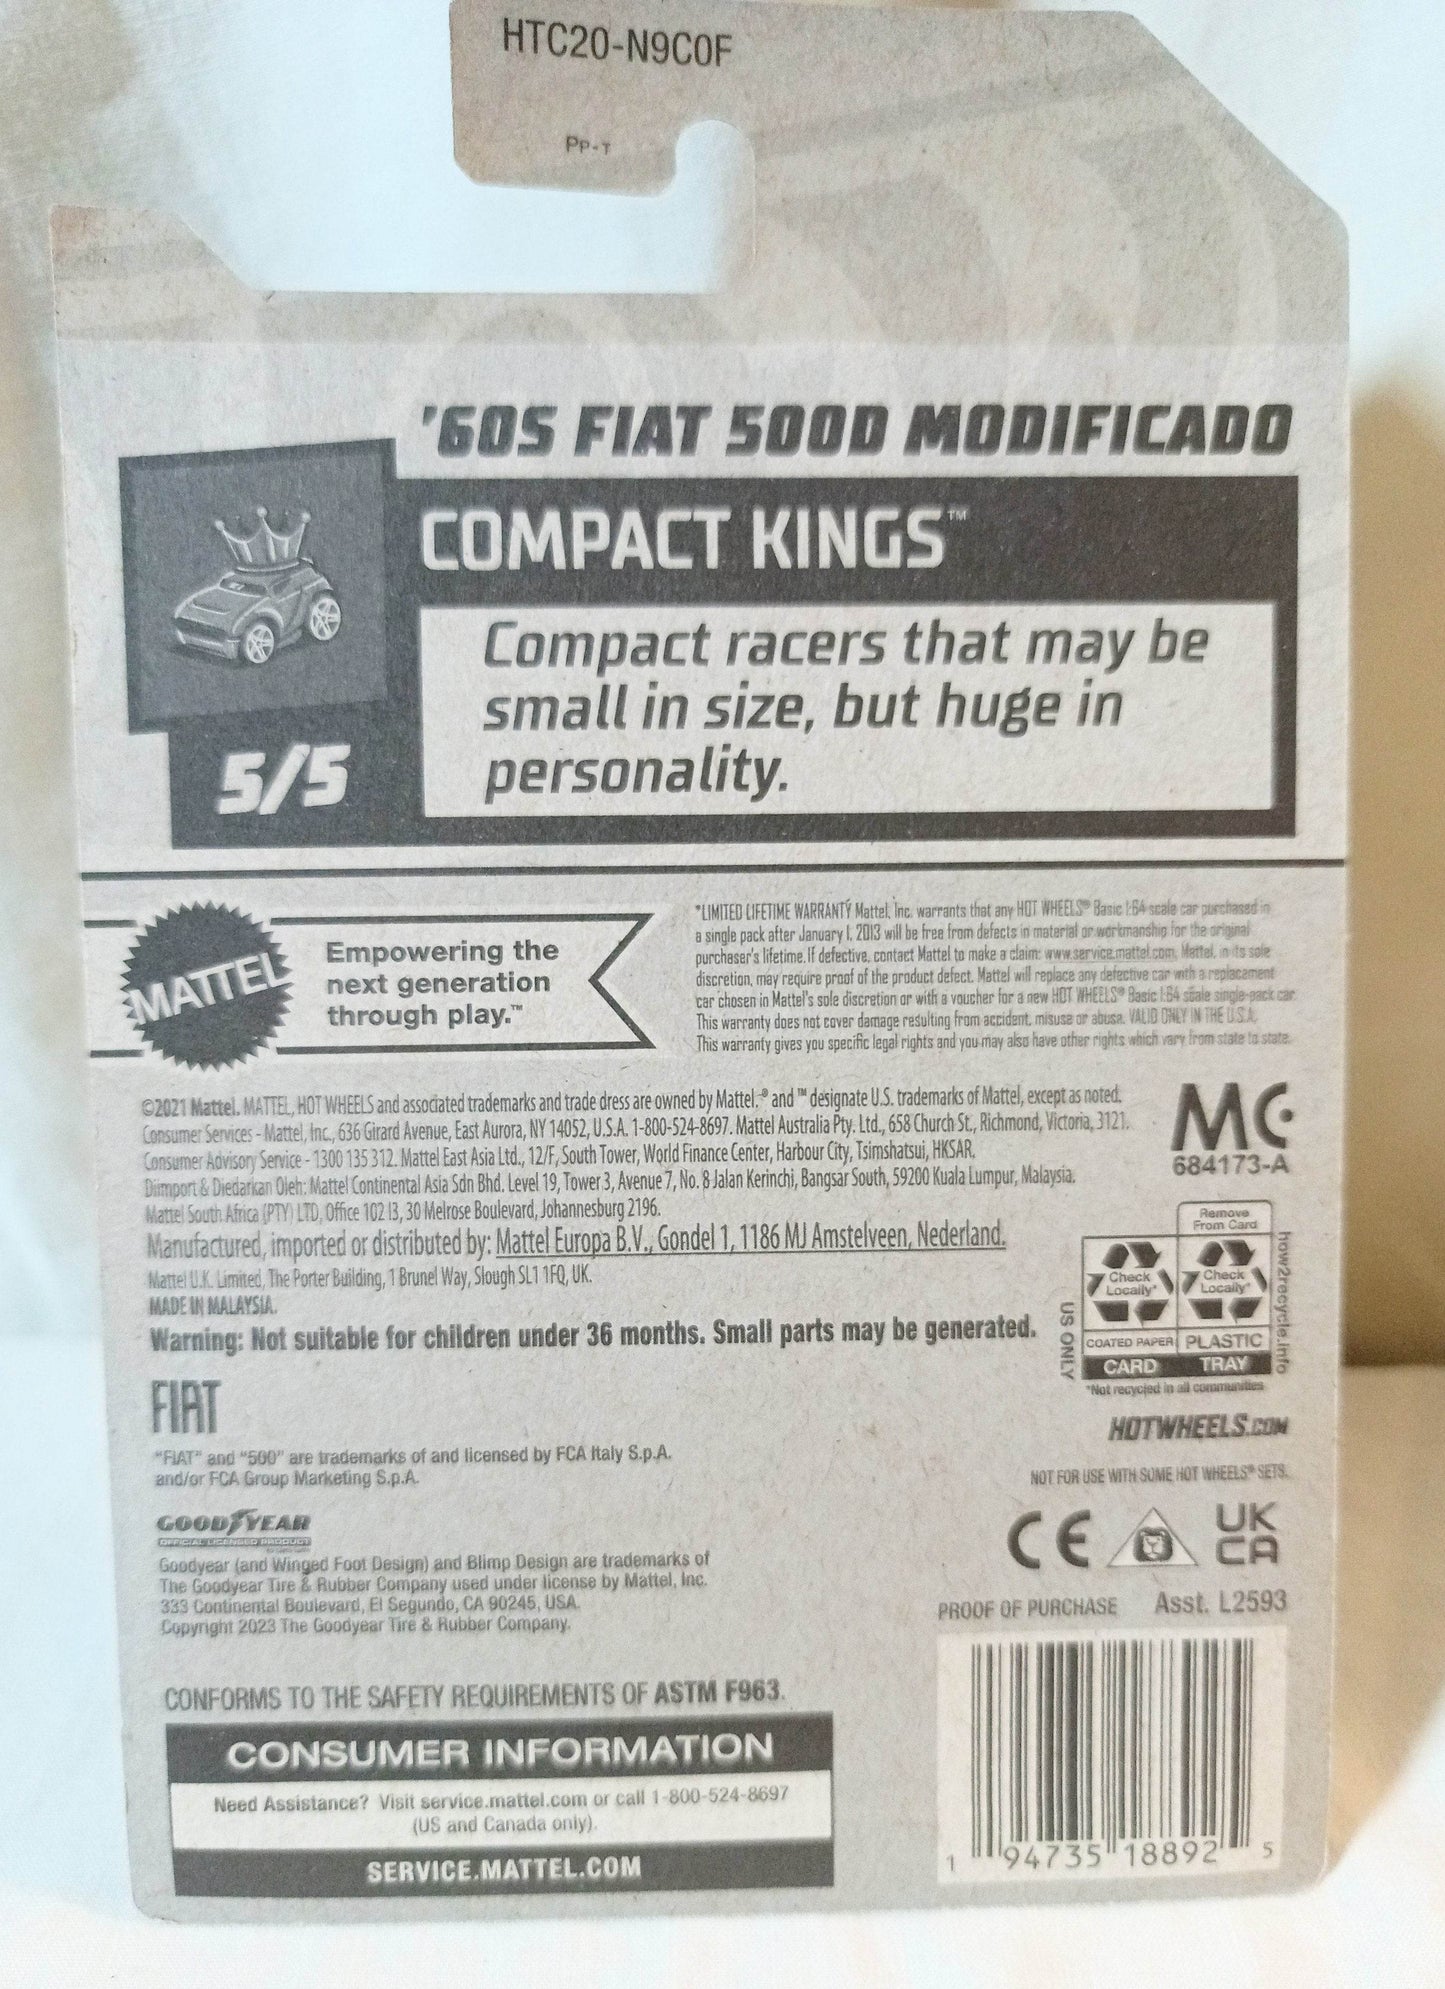 HTC20-N9C0F
PP-T
'60S FIAT 500D MODIFICADO
COMPACT KINGS™
Compact racers that may be
small in size, but huge in
personality.
5/5
MATTEL
Empowering the
next generation
through play.™
*LIMITED LIFETIME WARRANTY Mattel, Inc. warrants that any HOT WHEELS® Basic 1:64 scale car purchased in
a single pack after January 1, 2013 will be free from defects in material or workmanship for the original
purchaser's lifetime. If defective, contact Mattel to make a claim: www.service.mattel.com. Mattel, in its sole
discretion, may require proof of the product defect. Mattel will replace any defective car with a replacement
car chosen in Mattel's sole discretion or with a voucher for a new HOT WHEELS® Basic 1:64 scale single-pack car.
This warranty does not cover damage resulting from accident, misuse or abuse. VALID ONLY IN THE U.S.A.
This warranty gives you specific legal rights and you may also have other rights which vary from state to state.
©2021 Mattel. MATTEL, HOT WHEELS and associated trademarks and trade dress are owned by Mattel. ® and ™ designate U.S. trademarks of Mattel, except as noted.
Consumer Services - Mattel, Inc., 636 Girard Avenue, East Aurora, NY 14052, U.S.A. 1-800-524-8697. Mattel Australia Pty. Ltd., 658 Church St., Richmond, Victoria, 3121.
Consumer Advisory Service - 1300 135 312. Mattel East Asia Ltd., 12/F, South Tower, World Finance Center, Harbour City, Tsimshatsui, HKSAR.
Diimport & Diedarkan Oleh: Mattel Continental Asia Sdn Bhd. Level 19, Tower 3, Avenue 7, No. 8 Jalan Kerinchi, Bangsar South, 59200 Kuala Lumpur, Malaysia.
Mattel South Africa (PTY) LTD, Office 102 I3, 30 Melrose Boulevard, Johannesburg 2196.
Manufactured, imported or distributed by: Mattel Europa B.V., Gondel 1, 1186 MJ Amstelveen, Nederland.
Mattel U.K. Limited, The Porter Building, 1 Brunel Way, Slough SL1 1FQ, UK.
MADE IN MALAYSIA.
Warning: Not suitable for children under 36 months. Small parts may be generated.
MC
684173-A
Remove
From Card
Check
Locally*
Check
Locally*
COATED PAPER
PLASTIC
CARD
TRAY
US ONLY
how2recycle.info
*Not recycled in all communities
FIAT
"FIAT" and "500" are trademarks of and licensed by FCA Italy S.p.A.
and/or FCA Group Marketing S.p.A.
HOTWHEELS.COM
NOT FOR USE WITH SOME HOT WHEELS® SETS.
GOODYEAR
OFFICIAL LICENSED PRODUCT
Goodyear (and Winged Foot Design) and Blimp Design are trademarks of
The Goodyear Tire & Rubber Company used under license by Mattel, Inc.
333 Continental Boulevard, El Segundo, CA 90245, USA.
Copyright 2023 The Goodyear Tire & Rubber Company.
CE
UK
CA
PROOF OF PURCHASE Asst. L2593
CONFORMS TO THE SAFETY REQUIREMENTS OF ASTM F963.
CONSUMER INFORMATION
Need Assistance? Visit service.mattel.com or call 1-800-524-8697
(US and Canada only).
SERVICE.MATTEL.COM
1 94735 18892 5